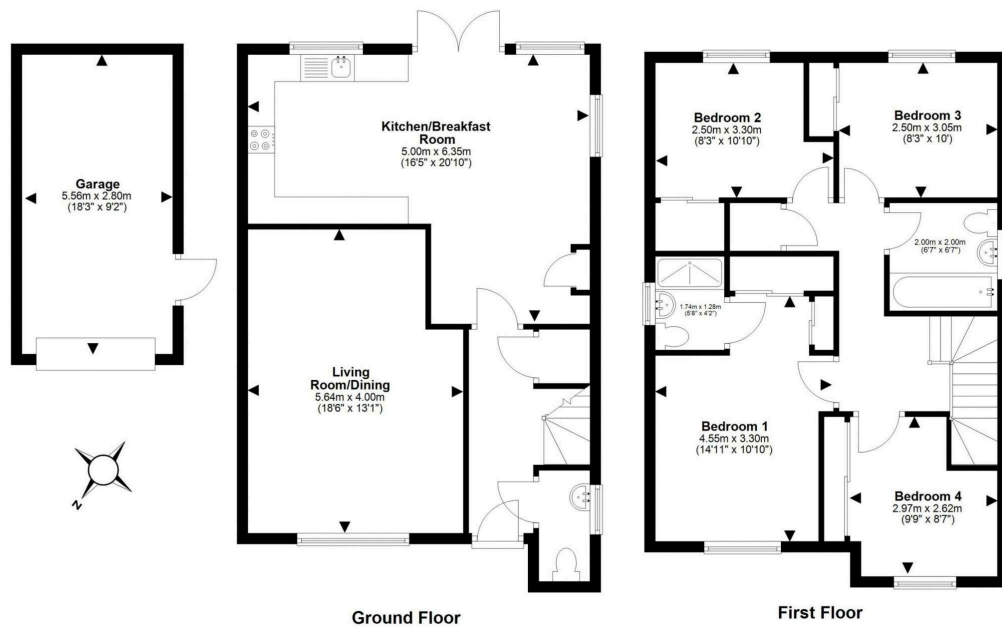 Garage
5.56m x 2.80m
(18'3" x 9'2")
Kitchen/Breakfast
Room
5.00m x 6.35m
(16'5" x 20'10")
Living
Room/Dining
5.64m x 4.00m
(18'6" x 13'1")
N
Ground Floor
Bedroom 2
2.50m x 3.30m
(8'3" x 10'10")
Bedroom 3
2.50m x 3.05m
(8'3" x 10')
2.00m x 2.00m
(6'7" x 6'7")
1.74m x 1.28m
(5'8" x 4'2")
Bedroom 1
4.55m x 3.30m
(14'11" x 10'10")
Bedroom 4
2.97m x 2.62m
(9'9" x 8'7")
First Floor